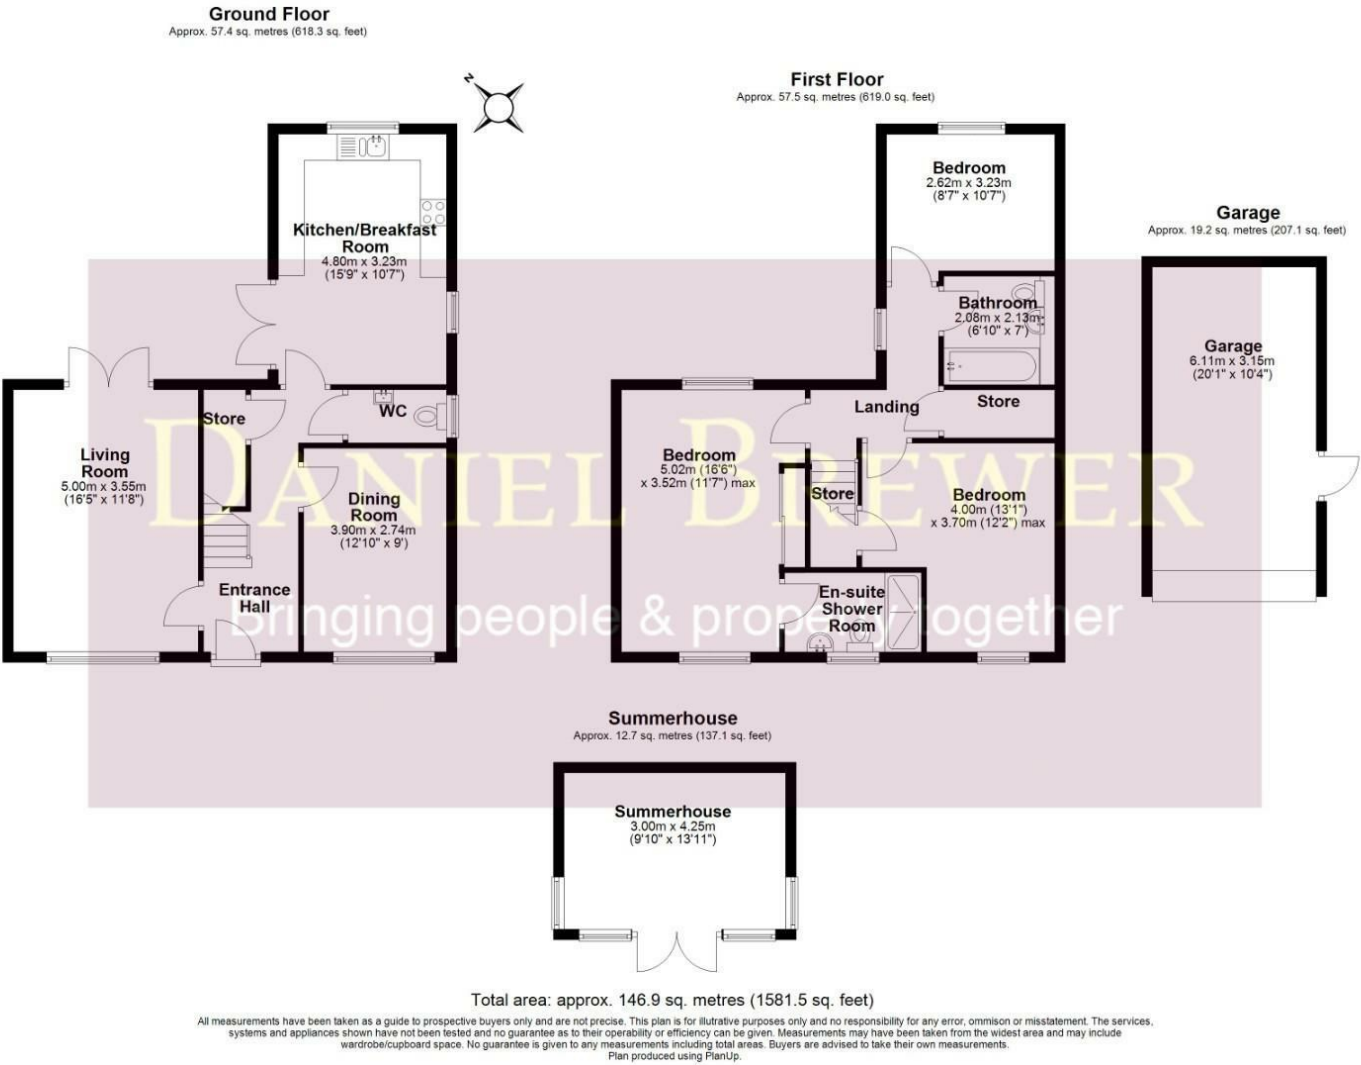 Ground Floor
Approx. 57.4 sq. metres (618.3 sq. feet)
N
Kitchen/Breakfast
Room
4.80m x 3.23m
(15'9" x 10'7")
Store
WC
Living
Room
5.00m x 3.55m
(16'5" x 11'8")
Dining
Room
3.90m x 2.74m
(12'10" x 9')
Entrance
Hall
First Floor
Approx. 57.5 sq. metres (619.0 sq. feet)
Bedroom
2.62m x 3.23m
(8'7" x 10'7")
Bathroom
2.08m x 2.13m
(6'10" x 7')
Landing
Store
Bedroom
5.02m (16'6")
x 3.52m (11'7") max
Store
Bedroom
4.00m (13'1")
x 3.70m (12'2") max
En-suite
Shower
Room
Garage
Approx. 19.2 sq. metres (207.1 sq. feet)
Garage
6.11m x 3.15m
(20'1" x 10'4")
DANIEL BREWER
Bringing people & property together
Summerhouse
Approx. 12.7 sq. metres (137.1 sq. feet)
Summerhouse
3.00m x 4.25m
(9'10" x 13'11")
Total area: approx. 146.9 sq. metres (1581.5 sq. feet)
All measurements have been taken as a guide to prospective buyers only and are not precise. This plan is for illutrative purposes only and no responsibility for any error, ommison or misstatement. The services,
systems and appliances shown have not been tested and no guarantee as to their operability or efficiency can be given. Measurements may have been taken from the widest area and may include
wardrobe/cupboard space. No guarantee is given to any measurements including total areas. Buyers are advised to take their own measurements.
Plan produced using PlanUp.